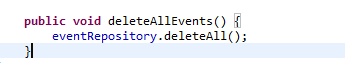 public void deleteAllEvents() {
    eventRepository.deleteAll();
}